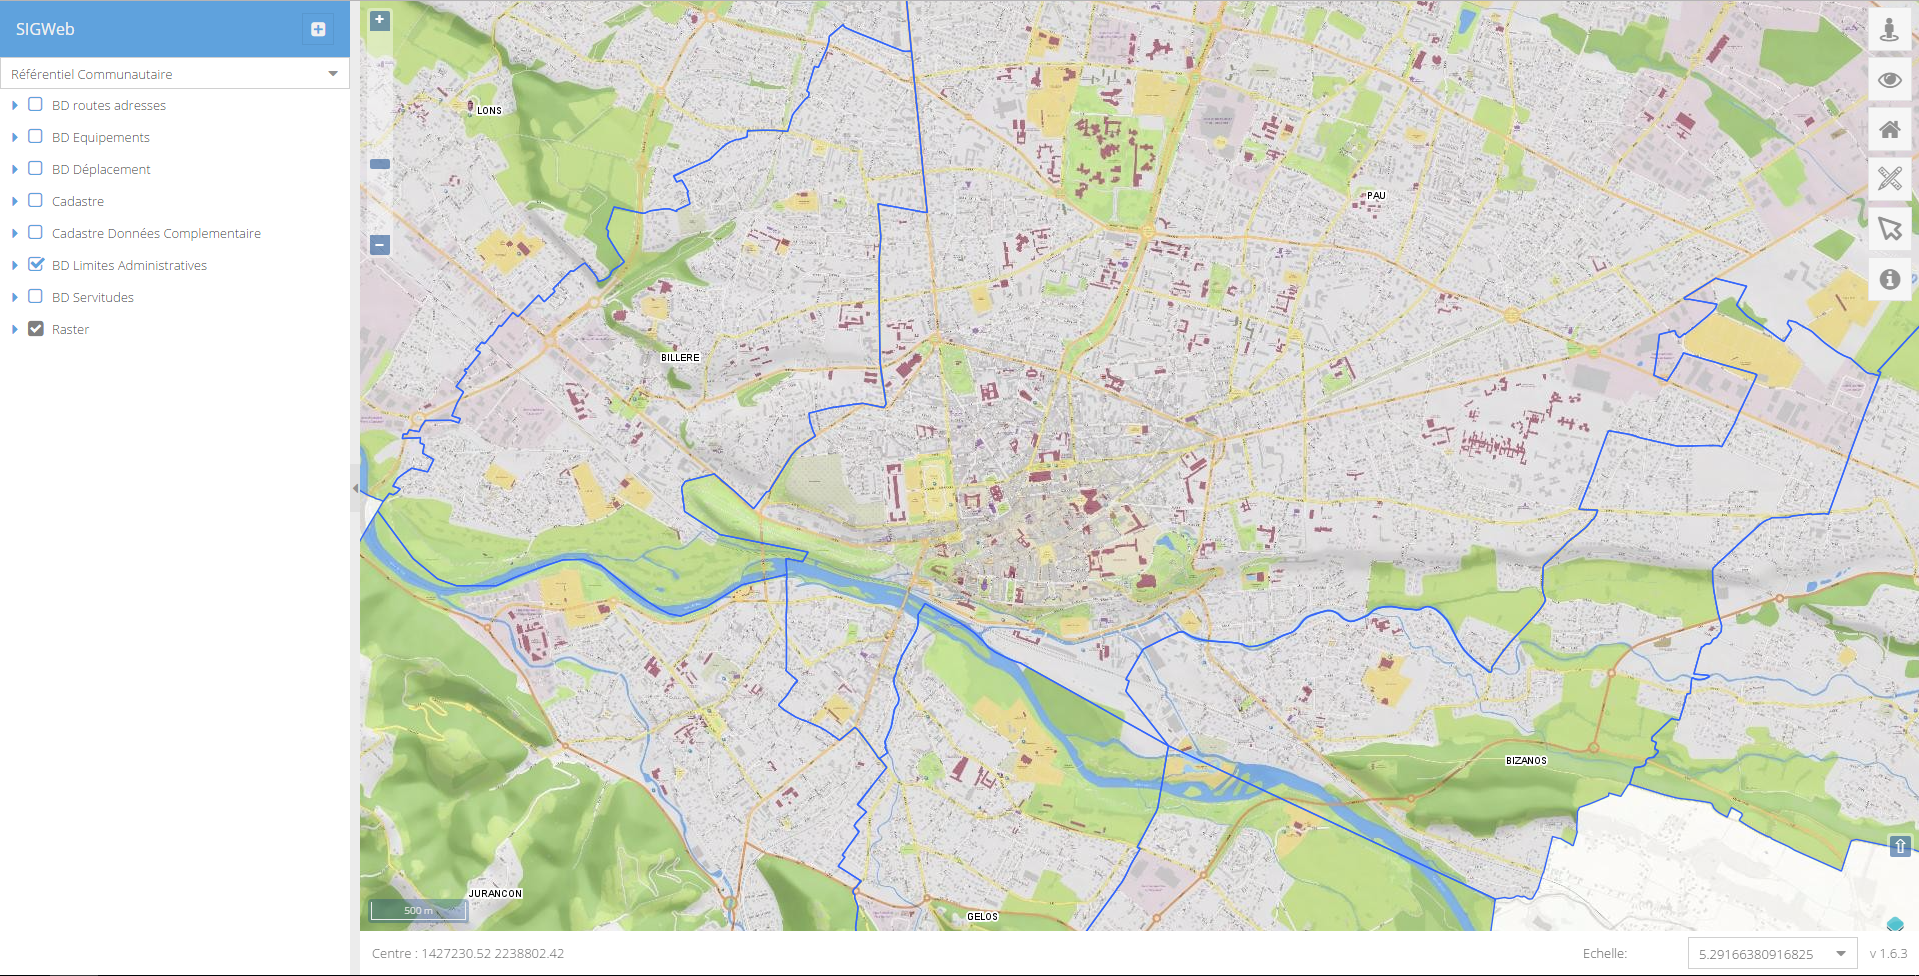 SIGWeb
Référentiel Communautaire
BD routes adresses
BD Equipements
BD Déplacement
Cadastre
Cadastre Données Complementaire
BD Limites Administratives
BD Servitudes
Raster
LONS
PAU
BILLERE
BIZANOS
JURANCON
GELOS
500 m
Centre : 1427230.52 2238802.42
Echelle:
5.29166380916825
v 1.6.3